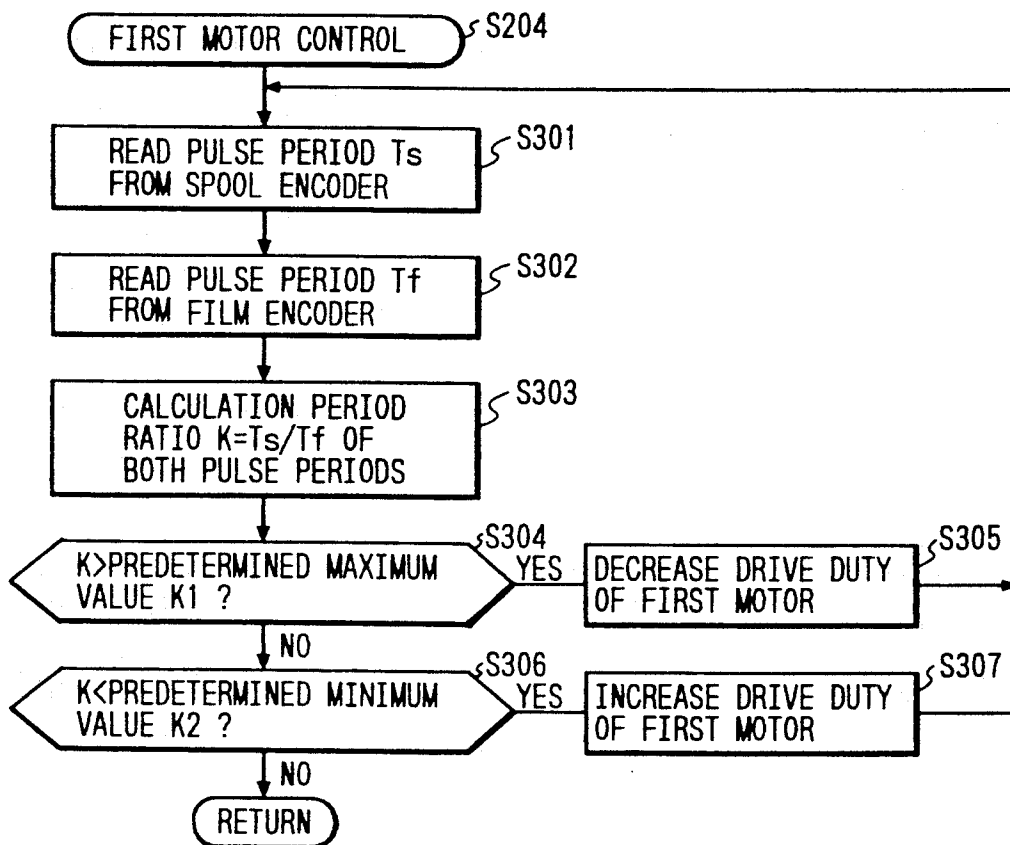 FIRST MOTOR CONTROL
S204
READ PULSE PERIOD Ts
FROM SPOOL ENCODER
S301
READ PULSE PERIOD Tf
FROM FILM ENCODER
S302
CALCULATION PERIOD
RATIO K=Ts/Tf OF
BOTH PULSE PERIODS
S303
K>PREDETERMINED MAXIMUM
VALUE K1 ?
S304
YES
DECREASE DRIVE DUTY
OF FIRST MOTOR
S305
NO
K<PREDETERMINED MINIMUM
VALUE K2 ?
S306
YES
INCREASE DRIVE DUTY
OF FIRST MOTOR
S307
NO
RETURN